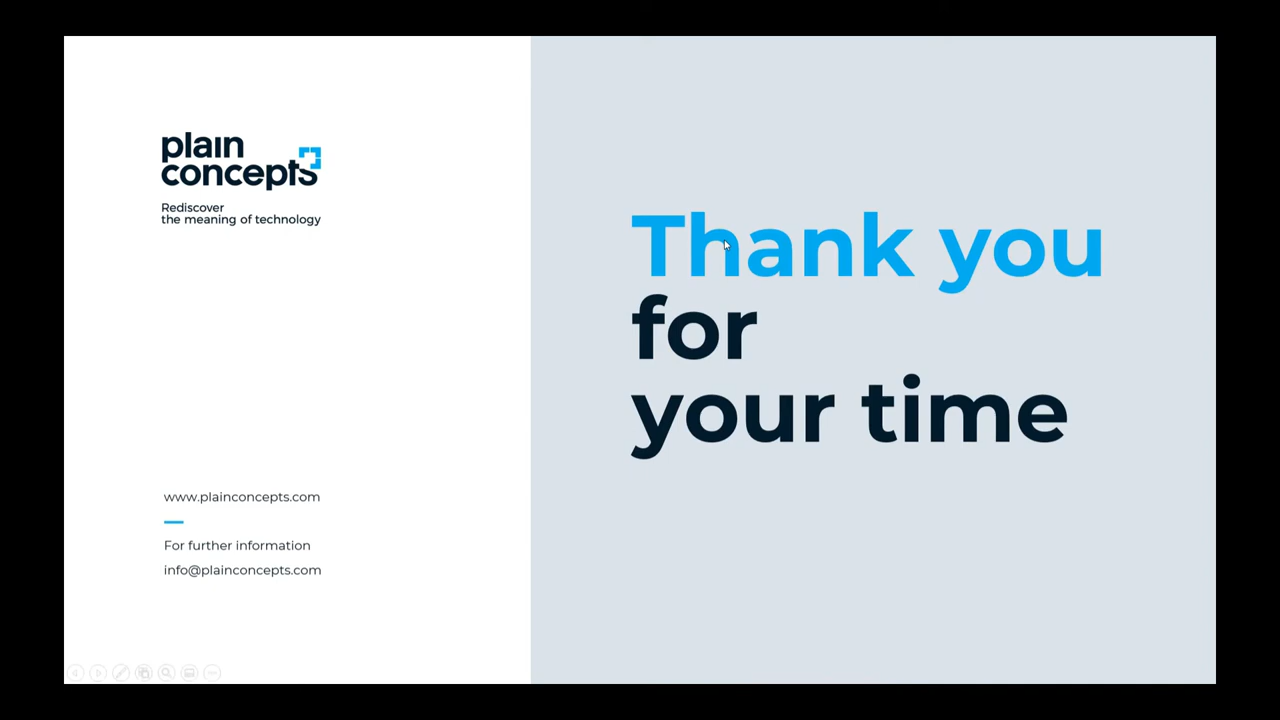 plain
concepts
Rediscover
the meaning of technology
Thank you
for
your time
www.plainconcepts.com
For further information
info@plainconcepts.com